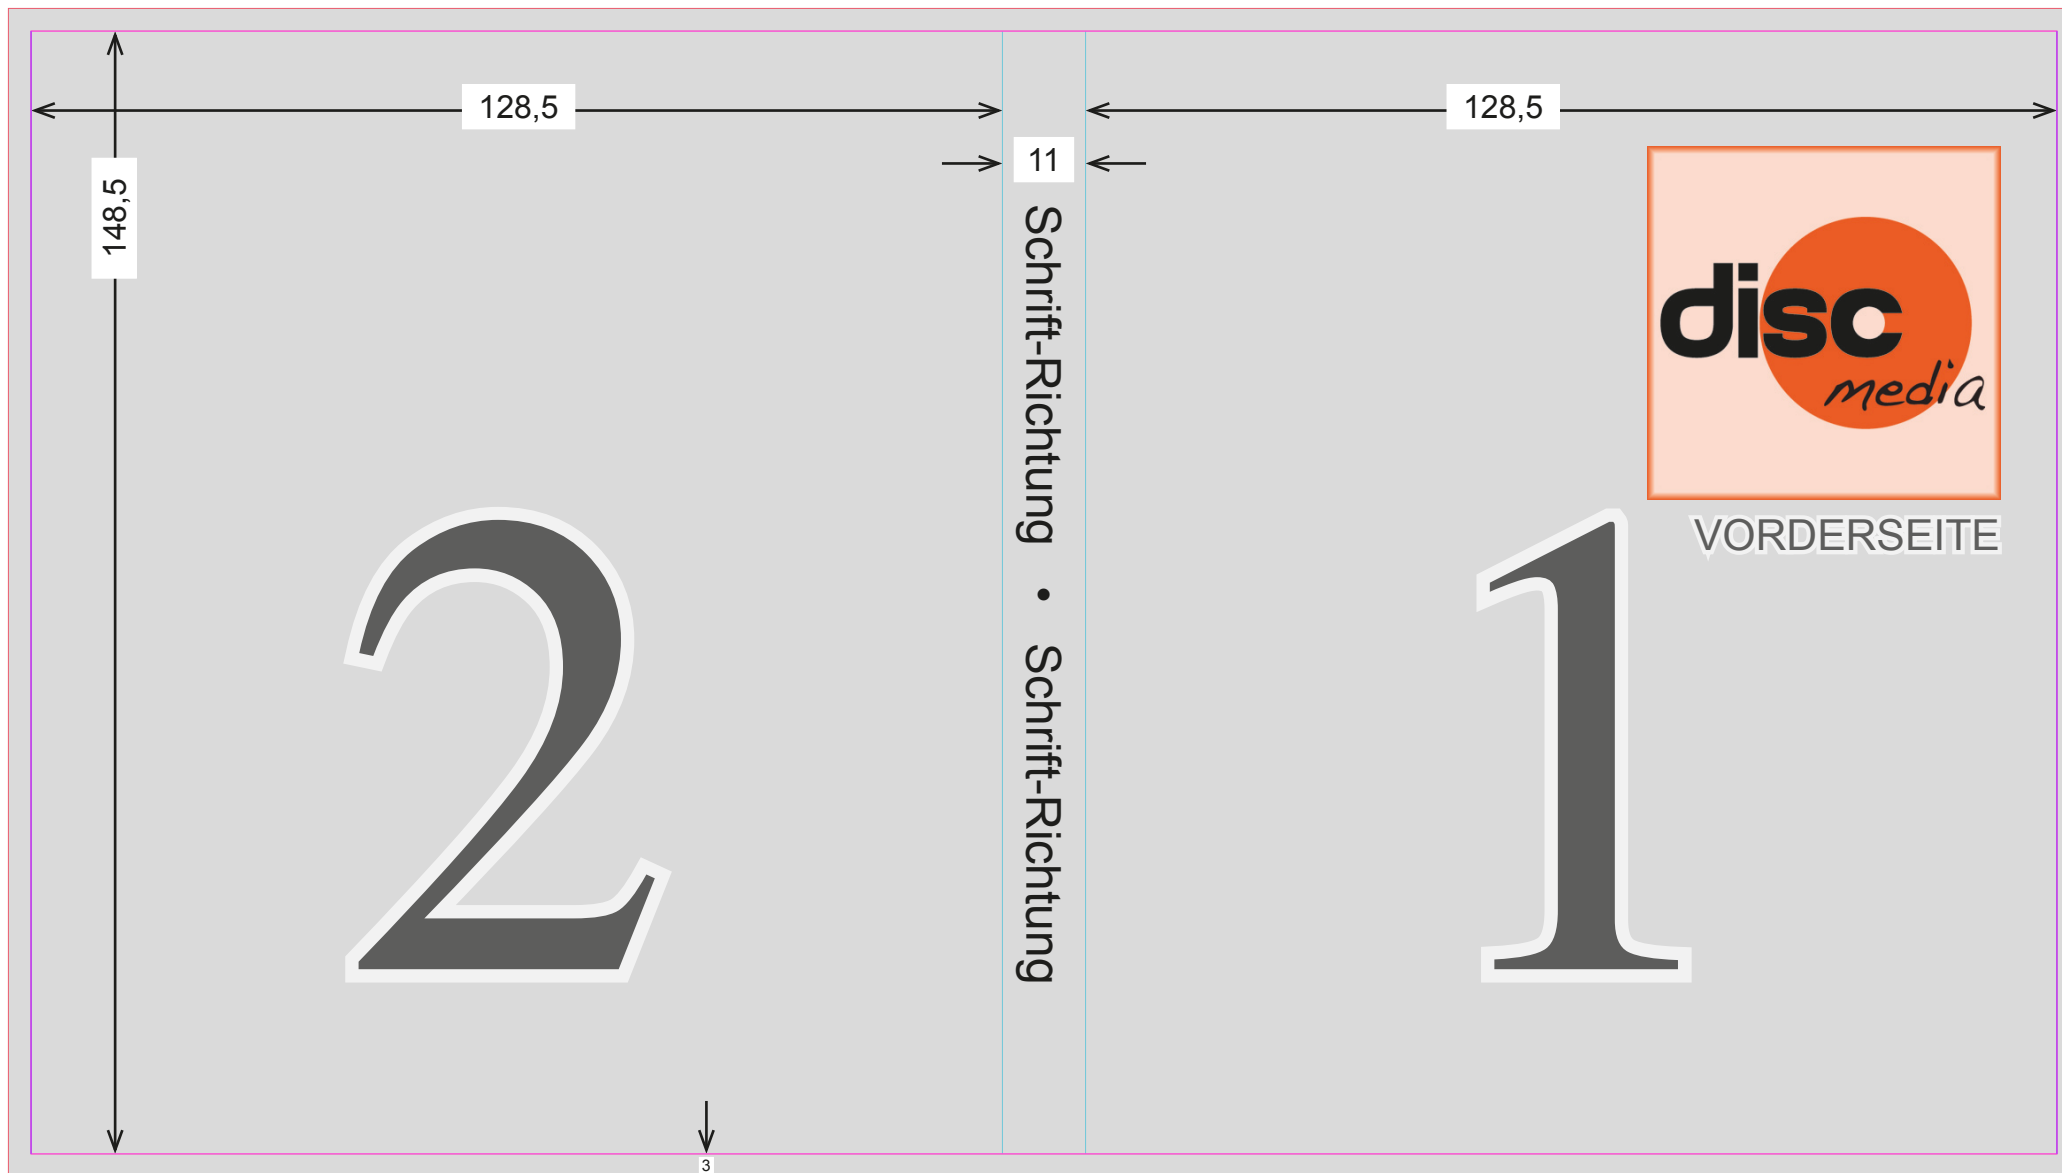 128,5
128,5
11
148,5
Schrift-Richtung • Schrift-Richtung
disc
media
VORDERSEITE
2
1
3